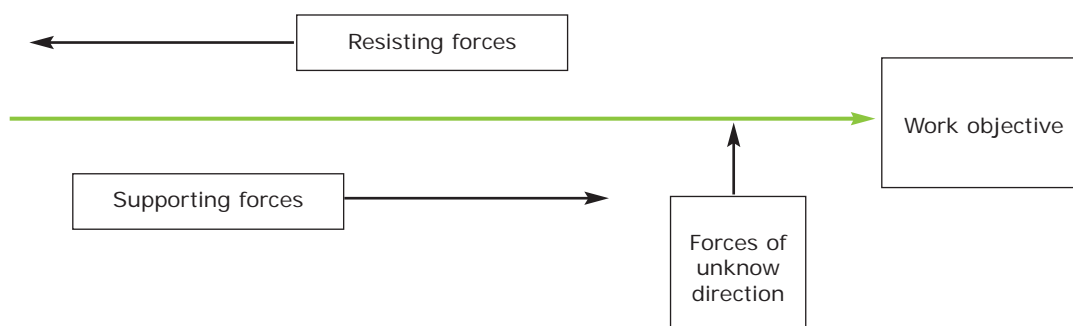 Resisting forces
Work objective
Supporting forces
Forces of
unknow
direction